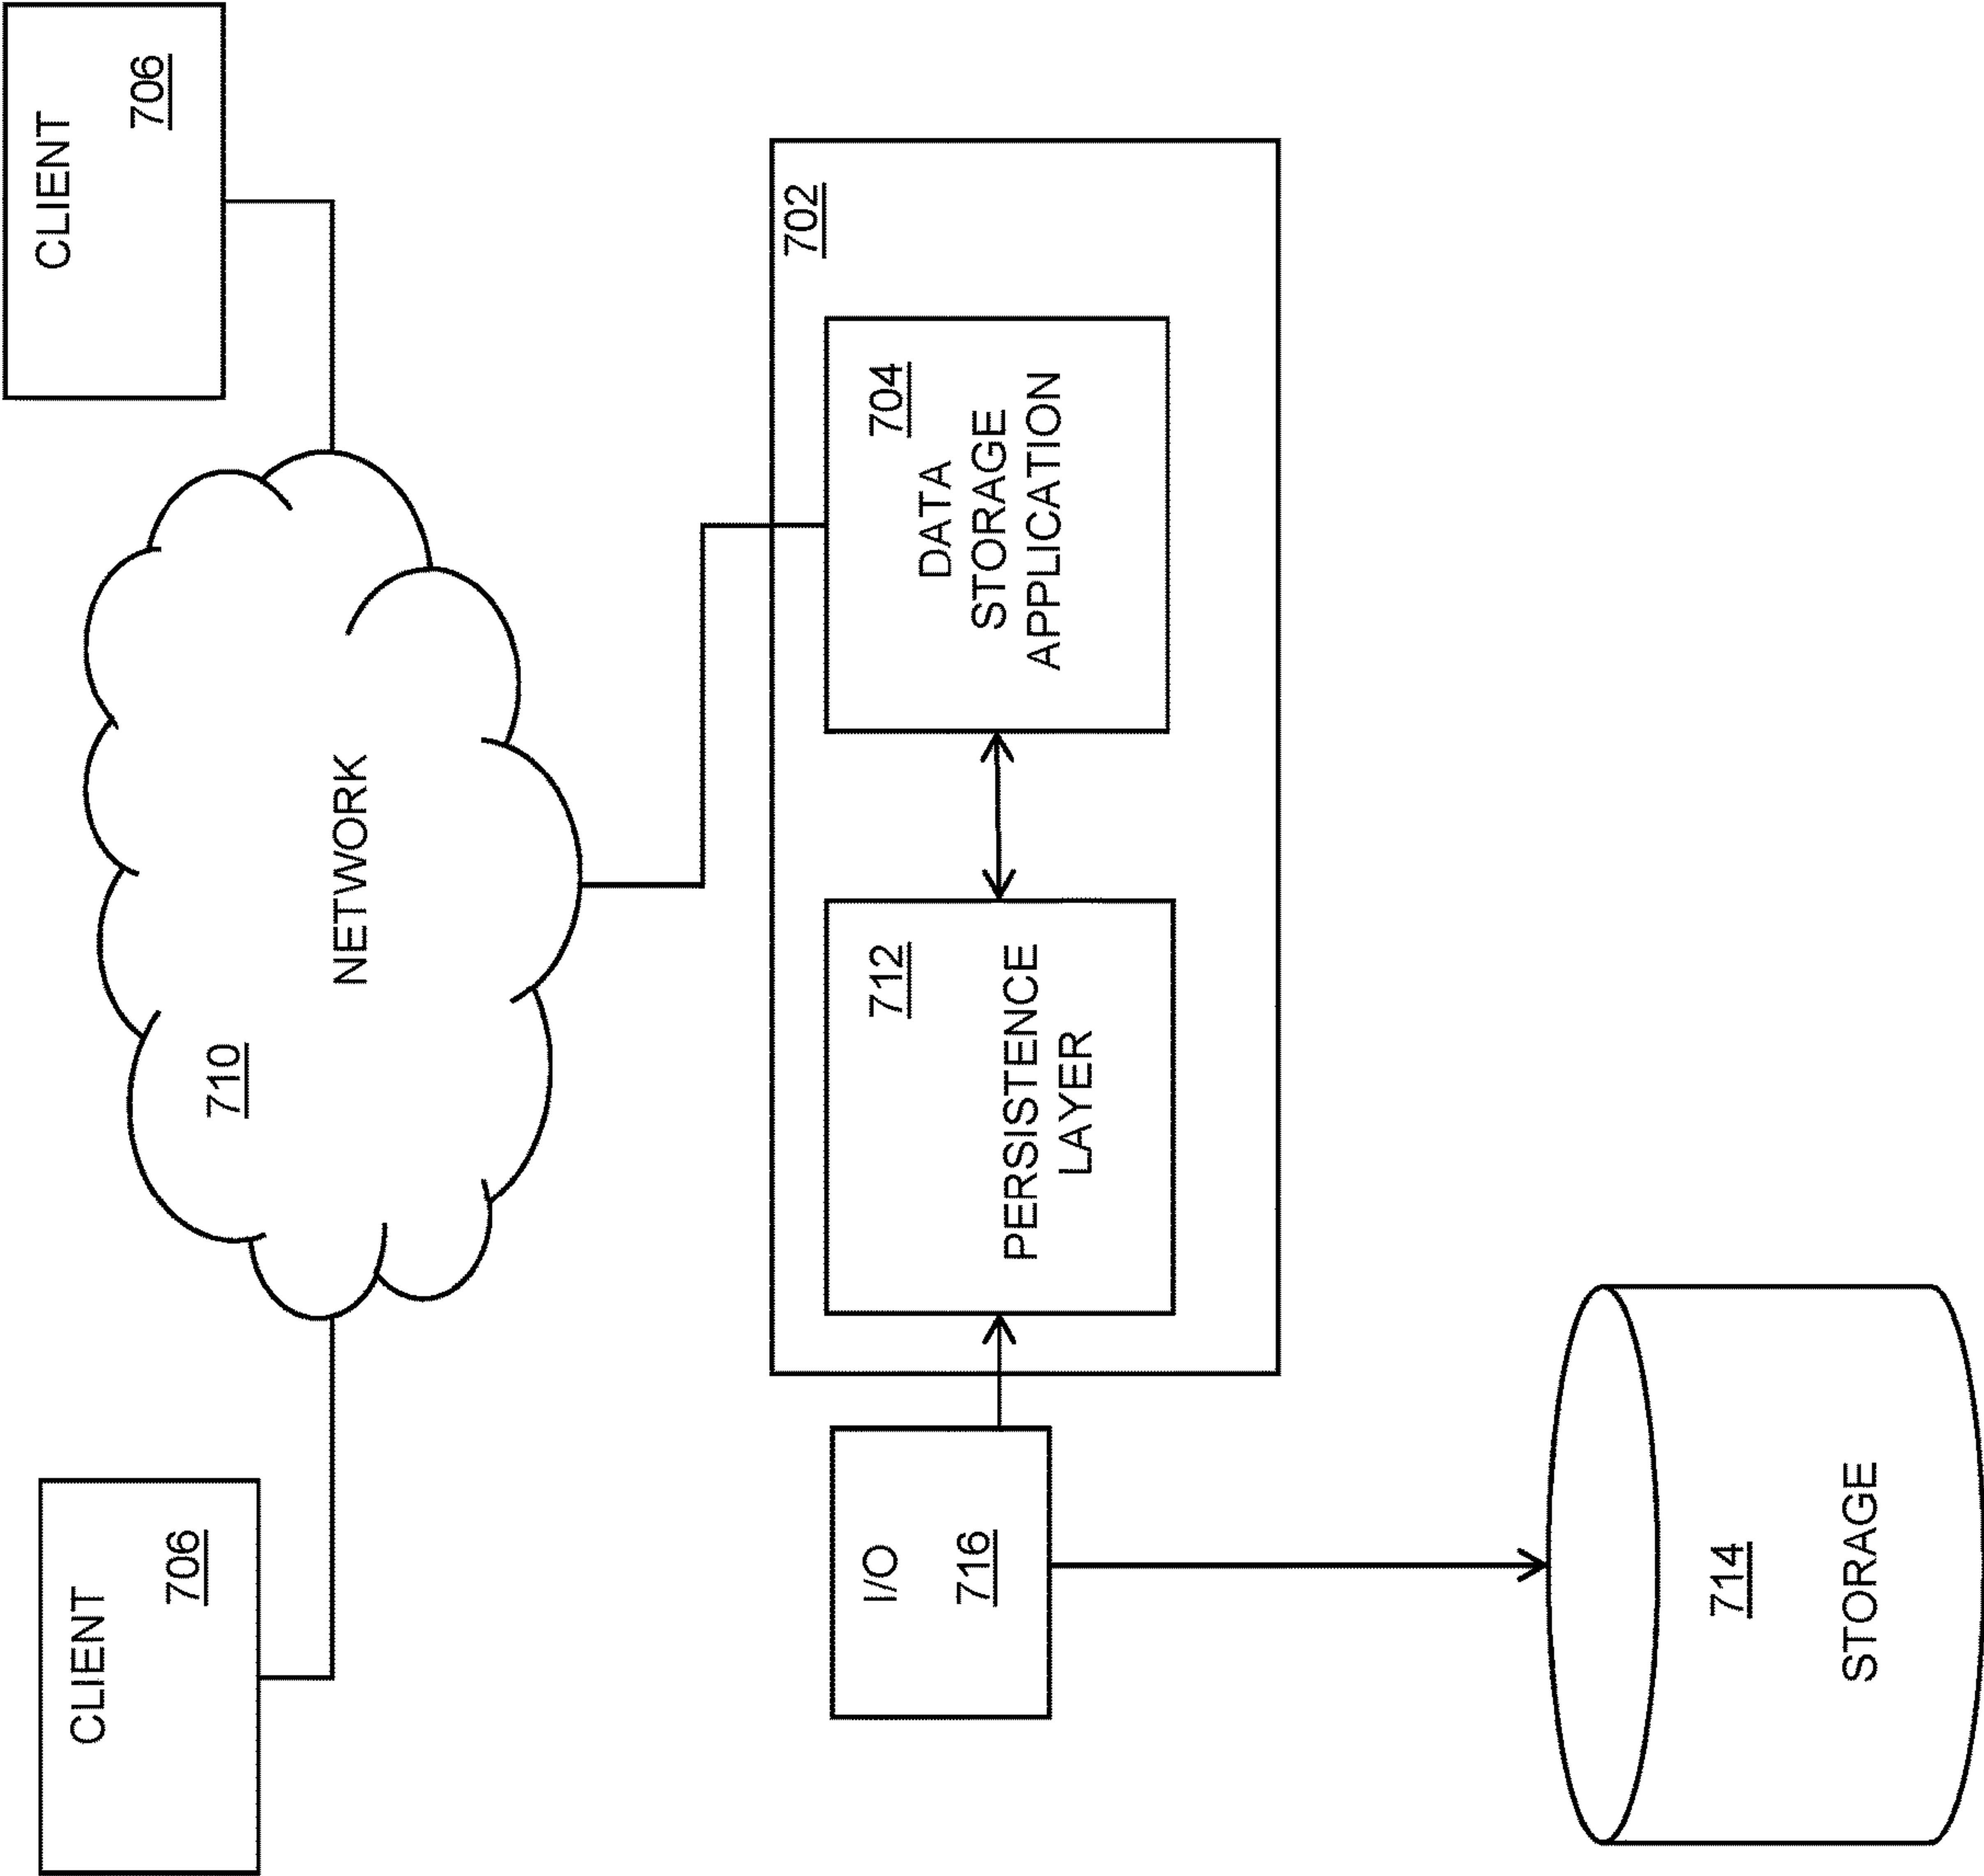 CLIENT
706
CLIENT
706
710
NETWORK
702
I/O
716
712
PERSISTENCE
LAYER
704
DATA
STORAGE
APPLICATION
714
STORAGE